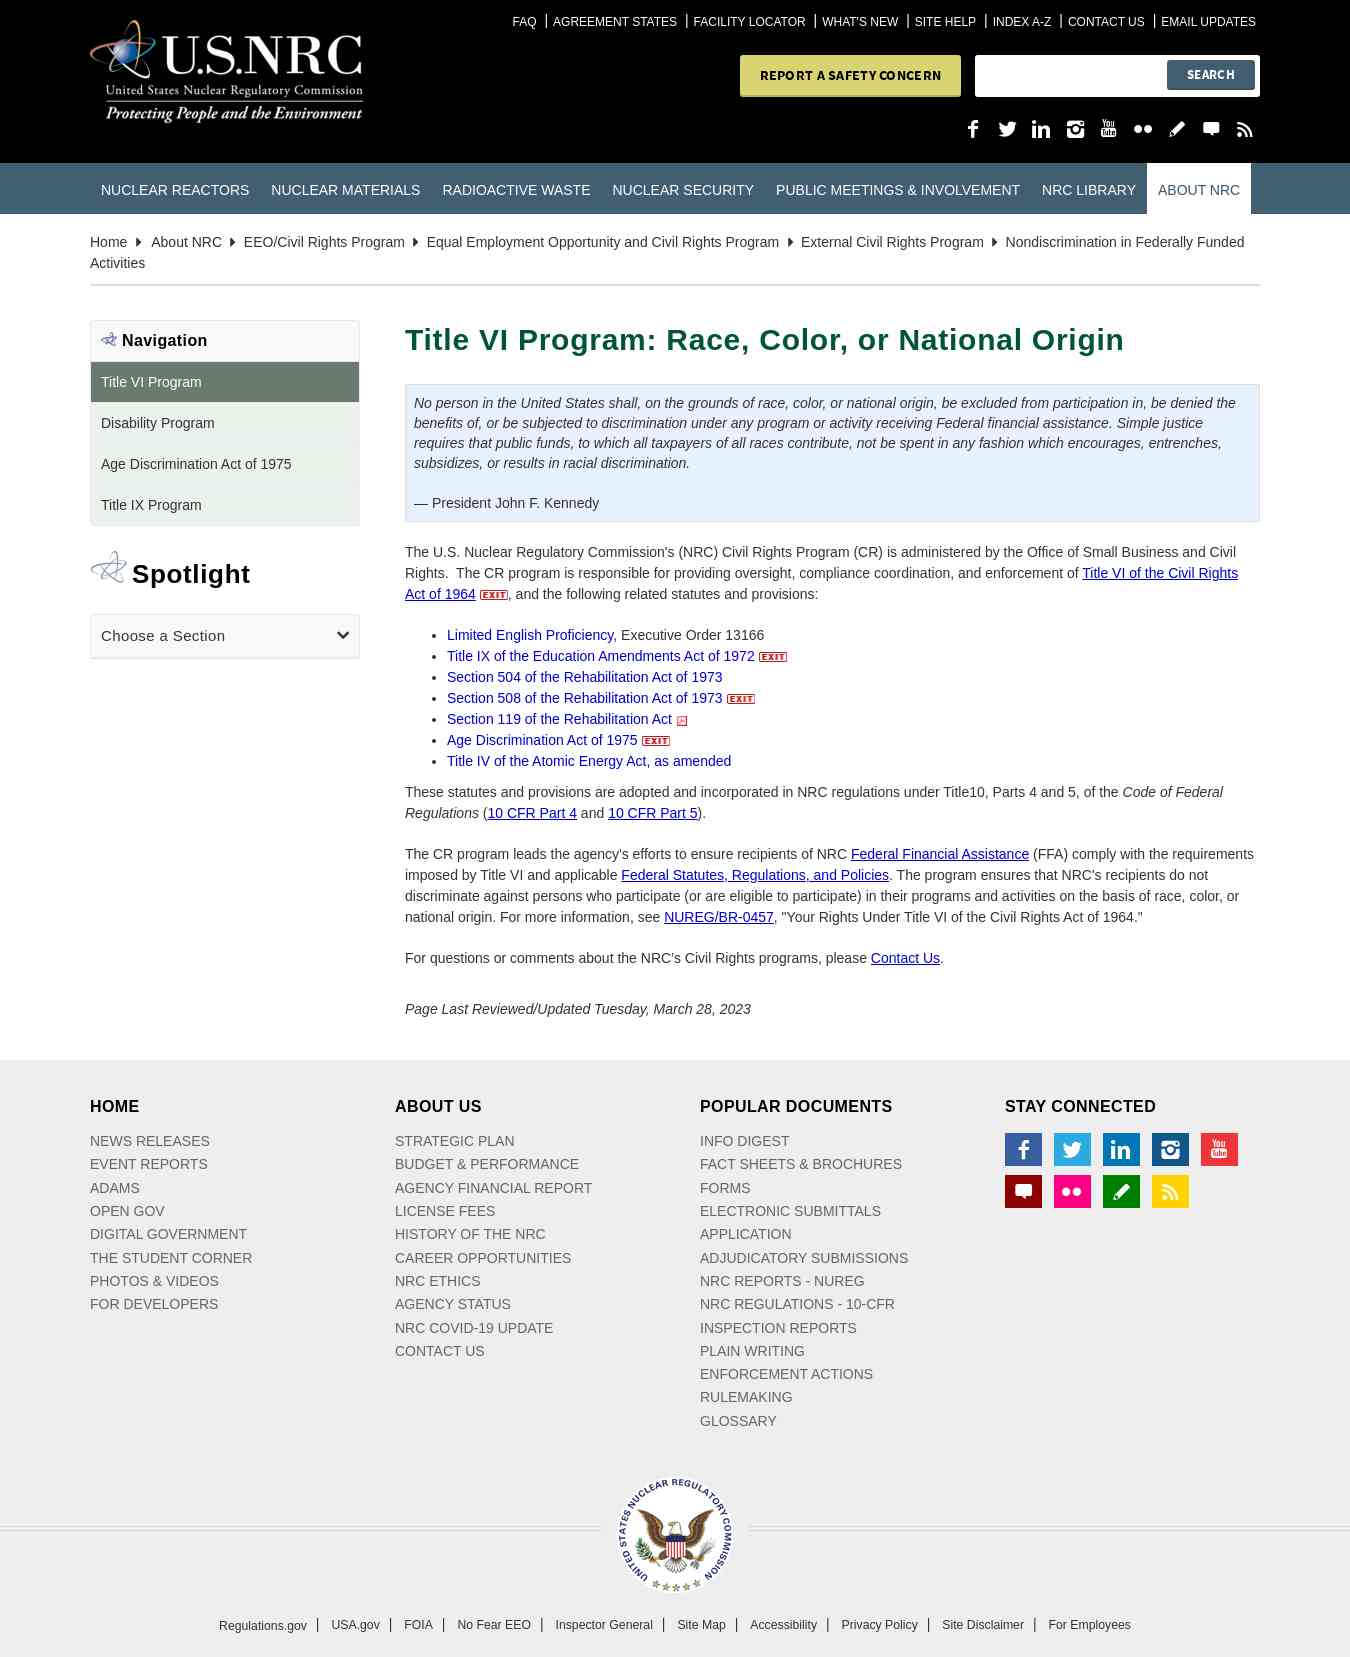 FAQ | AGREEMENT STATES | FACILITY LOCATOR | WHAT'S NEW | SITE HELP | INDEX A-Z | CONTACT US | EMAIL UPDATES
U.S.NRC
United States Nuclear Regulatory Commission
Protecting People and the Environment
REPORT A SAFETY CONCERN
SEARCH
NUCLEAR REACTORS NUCLEAR MATERIALS RADIOACTIVE WASTE NUCLEAR SECURITY PUBLIC MEETINGS & INVOLVEMENT NRC LIBRARY ABOUT NRC
Home About NRC EEO/Civil Rights Program Equal Employment Opportunity and Civil Rights Program External Civil Rights Program Nondiscrimination in Federally Funded
Activities
Navigation
Title VI Program
Disability Program
Age Discrimination Act of 1975
Title IX Program
Spotlight
Choose a Section
Title VI Program: Race, Color, or National Origin
No person in the United States shall, on the grounds of race, color, or national origin, be excluded from participation in, be denied the
benefits of, or be subjected to discrimination under any program or activity receiving Federal financial assistance. Simple justice
requires that public funds, to which all taxpayers of all races contribute, not be spent in any fashion which encourages, entrenches,
subsidizes, or results in racial discrimination.
— President John F. Kennedy
The U.S. Nuclear Regulatory Commission's (NRC) Civil Rights Program (CR) is administered by the Office of Small Business and Civil
Rights. The CR program is responsible for providing oversight, compliance coordination, and enforcement of Title VI of the Civil Rights
Act of 1964 EXIT, and the following related statutes and provisions:
• Limited English Proficiency, Executive Order 13166
• Title IX of the Education Amendments Act of 1972 EXIT
• Section 504 of the Rehabilitation Act of 1973
• Section 508 of the Rehabilitation Act of 1973 EXIT
• Section 119 of the Rehabilitation Act
• Age Discrimination Act of 1975 EXIT
• Title IV of the Atomic Energy Act, as amended
These statutes and provisions are adopted and incorporated in NRC regulations under Title10, Parts 4 and 5, of the Code of Federal
Regulations (10 CFR Part 4 and 10 CFR Part 5).
The CR program leads the agency's efforts to ensure recipients of NRC Federal Financial Assistance (FFA) comply with the requirements
imposed by Title VI and applicable Federal Statutes, Regulations, and Policies. The program ensures that NRC's recipients do not
discriminate against persons who participate (or are eligible to participate) in their programs and activities on the basis of race, color, or
national origin. For more information, see NUREG/BR-0457, "Your Rights Under Title VI of the Civil Rights Act of 1964."
For questions or comments about the NRC's Civil Rights programs, please Contact Us.
Page Last Reviewed/Updated Tuesday, March 28, 2023
HOME
NEWS RELEASES
EVENT REPORTS
ADAMS
OPEN GOV
DIGITAL GOVERNMENT
THE STUDENT CORNER
PHOTOS & VIDEOS
FOR DEVELOPERS
ABOUT US
STRATEGIC PLAN
BUDGET & PERFORMANCE
AGENCY FINANCIAL REPORT
LICENSE FEES
HISTORY OF THE NRC
CAREER OPPORTUNITIES
NRC ETHICS
AGENCY STATUS
NRC COVID-19 UPDATE
CONTACT US
POPULAR DOCUMENTS
INFO DIGEST
FACT SHEETS & BROCHURES
FORMS
ELECTRONIC SUBMITTALS
APPLICATION
ADJUDICATORY SUBMISSIONS
NRC REPORTS - NUREG
NRC REGULATIONS - 10-CFR
INSPECTION REPORTS
PLAIN WRITING
ENFORCEMENT ACTIONS
RULEMAKING
GLOSSARY
STAY CONNECTED
You Tube
UNITED STATES NUCLEAR REGULATORY COMMISSION
Regulations.gov | USA.gov | FOIA | No Fear EEO | Inspector General | Site Map | Accessibility | Privacy Policy | Site Disclaimer | For Employees